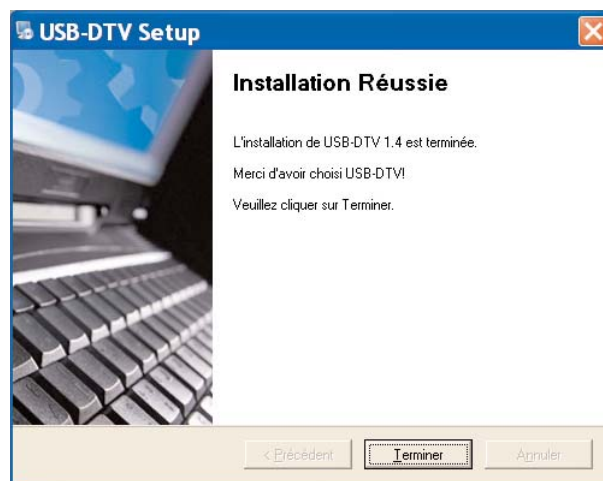 USB-DTV Setup
Installation Réussie
L'installation de USB-DTV 1.4 est terminée.
Merci d'avoir choisi USB-DTV!
Veuillez cliquer sur Terminer.
< Précédent Terminer Annuler